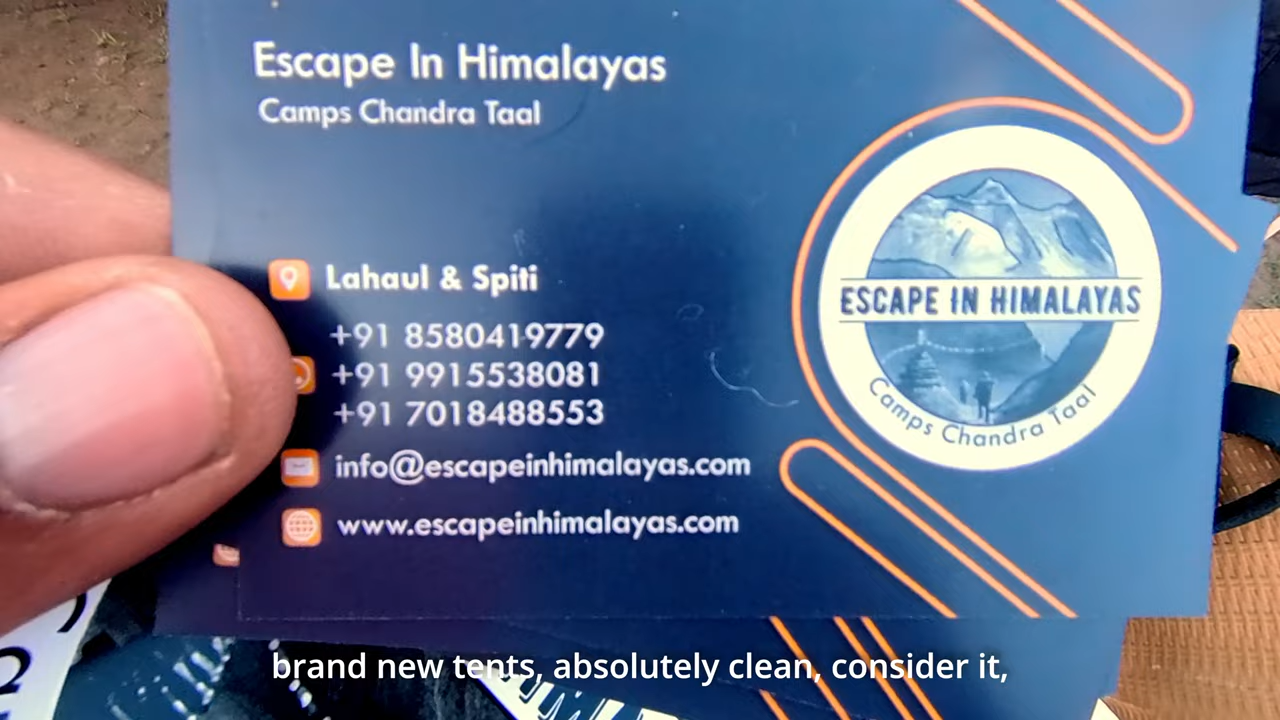 Escape In Himalayas
Camps Chandra Taal
Lahaul & Spiti
+91 8580419779
+91 9915538081
+91 7018488553
info@escapeinhimalayas.com
www.escapeinhimalayas.com
ESCAPE IN HIMALAYAS
Camps Chandra Taal
brand new tents, absolutely clean, consider it,